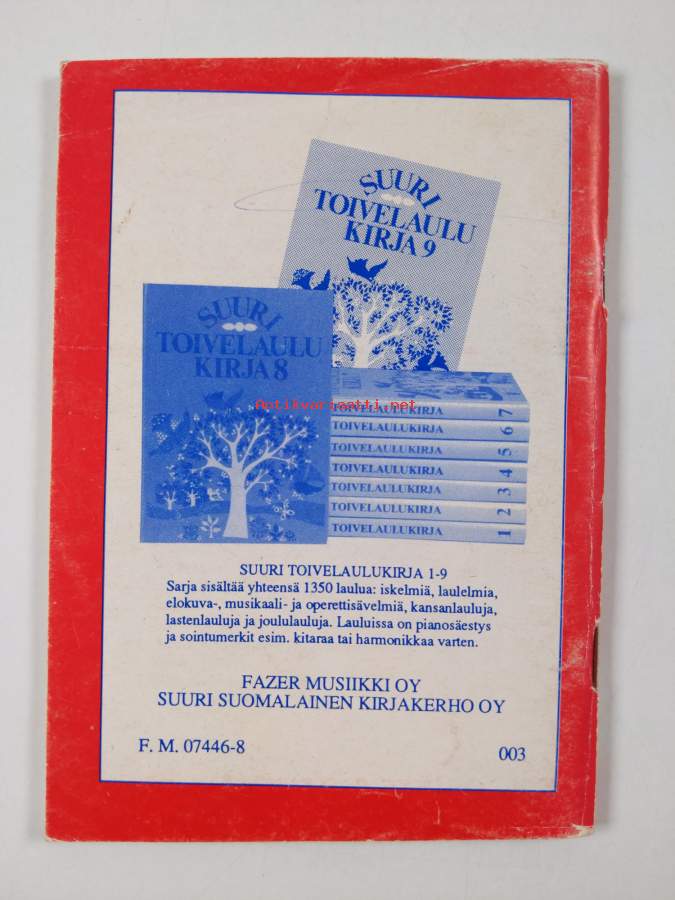 SUURI
TOIVELAULU
KIRJA 9
SUURI
TOIVELAULU
KIRJA 8
Antikvariaatti.net
TOIVELAULUKIRJA 7
TOIVELAULUKIRJA 6
TOIVELAULUKIRJA 5
TOIVELAULUKIRJA 4
TOIVELAULUKIRJA 3
TOIVELAULUKIRJA 2
TOIVELAULUKIRJA 1
SUURI TOIVELAULUKIRJA 1-9
Sarja sisältää yhteensä 1350 laulua: iskelmiä, laulelmia,
elokuva-, musikaali- ja operettisävelmiä, kansanlauluja,
lastenlauluja ja joululauluja. Lauluissa on pianosäestys
ja sointumerkit esim. kitaraa tai harmonikkaa varten.
FAZER MUSIIKKI OY
SUURI SUOMALAINEN KIRJAKERHO OY
F. M. 07446-8 003